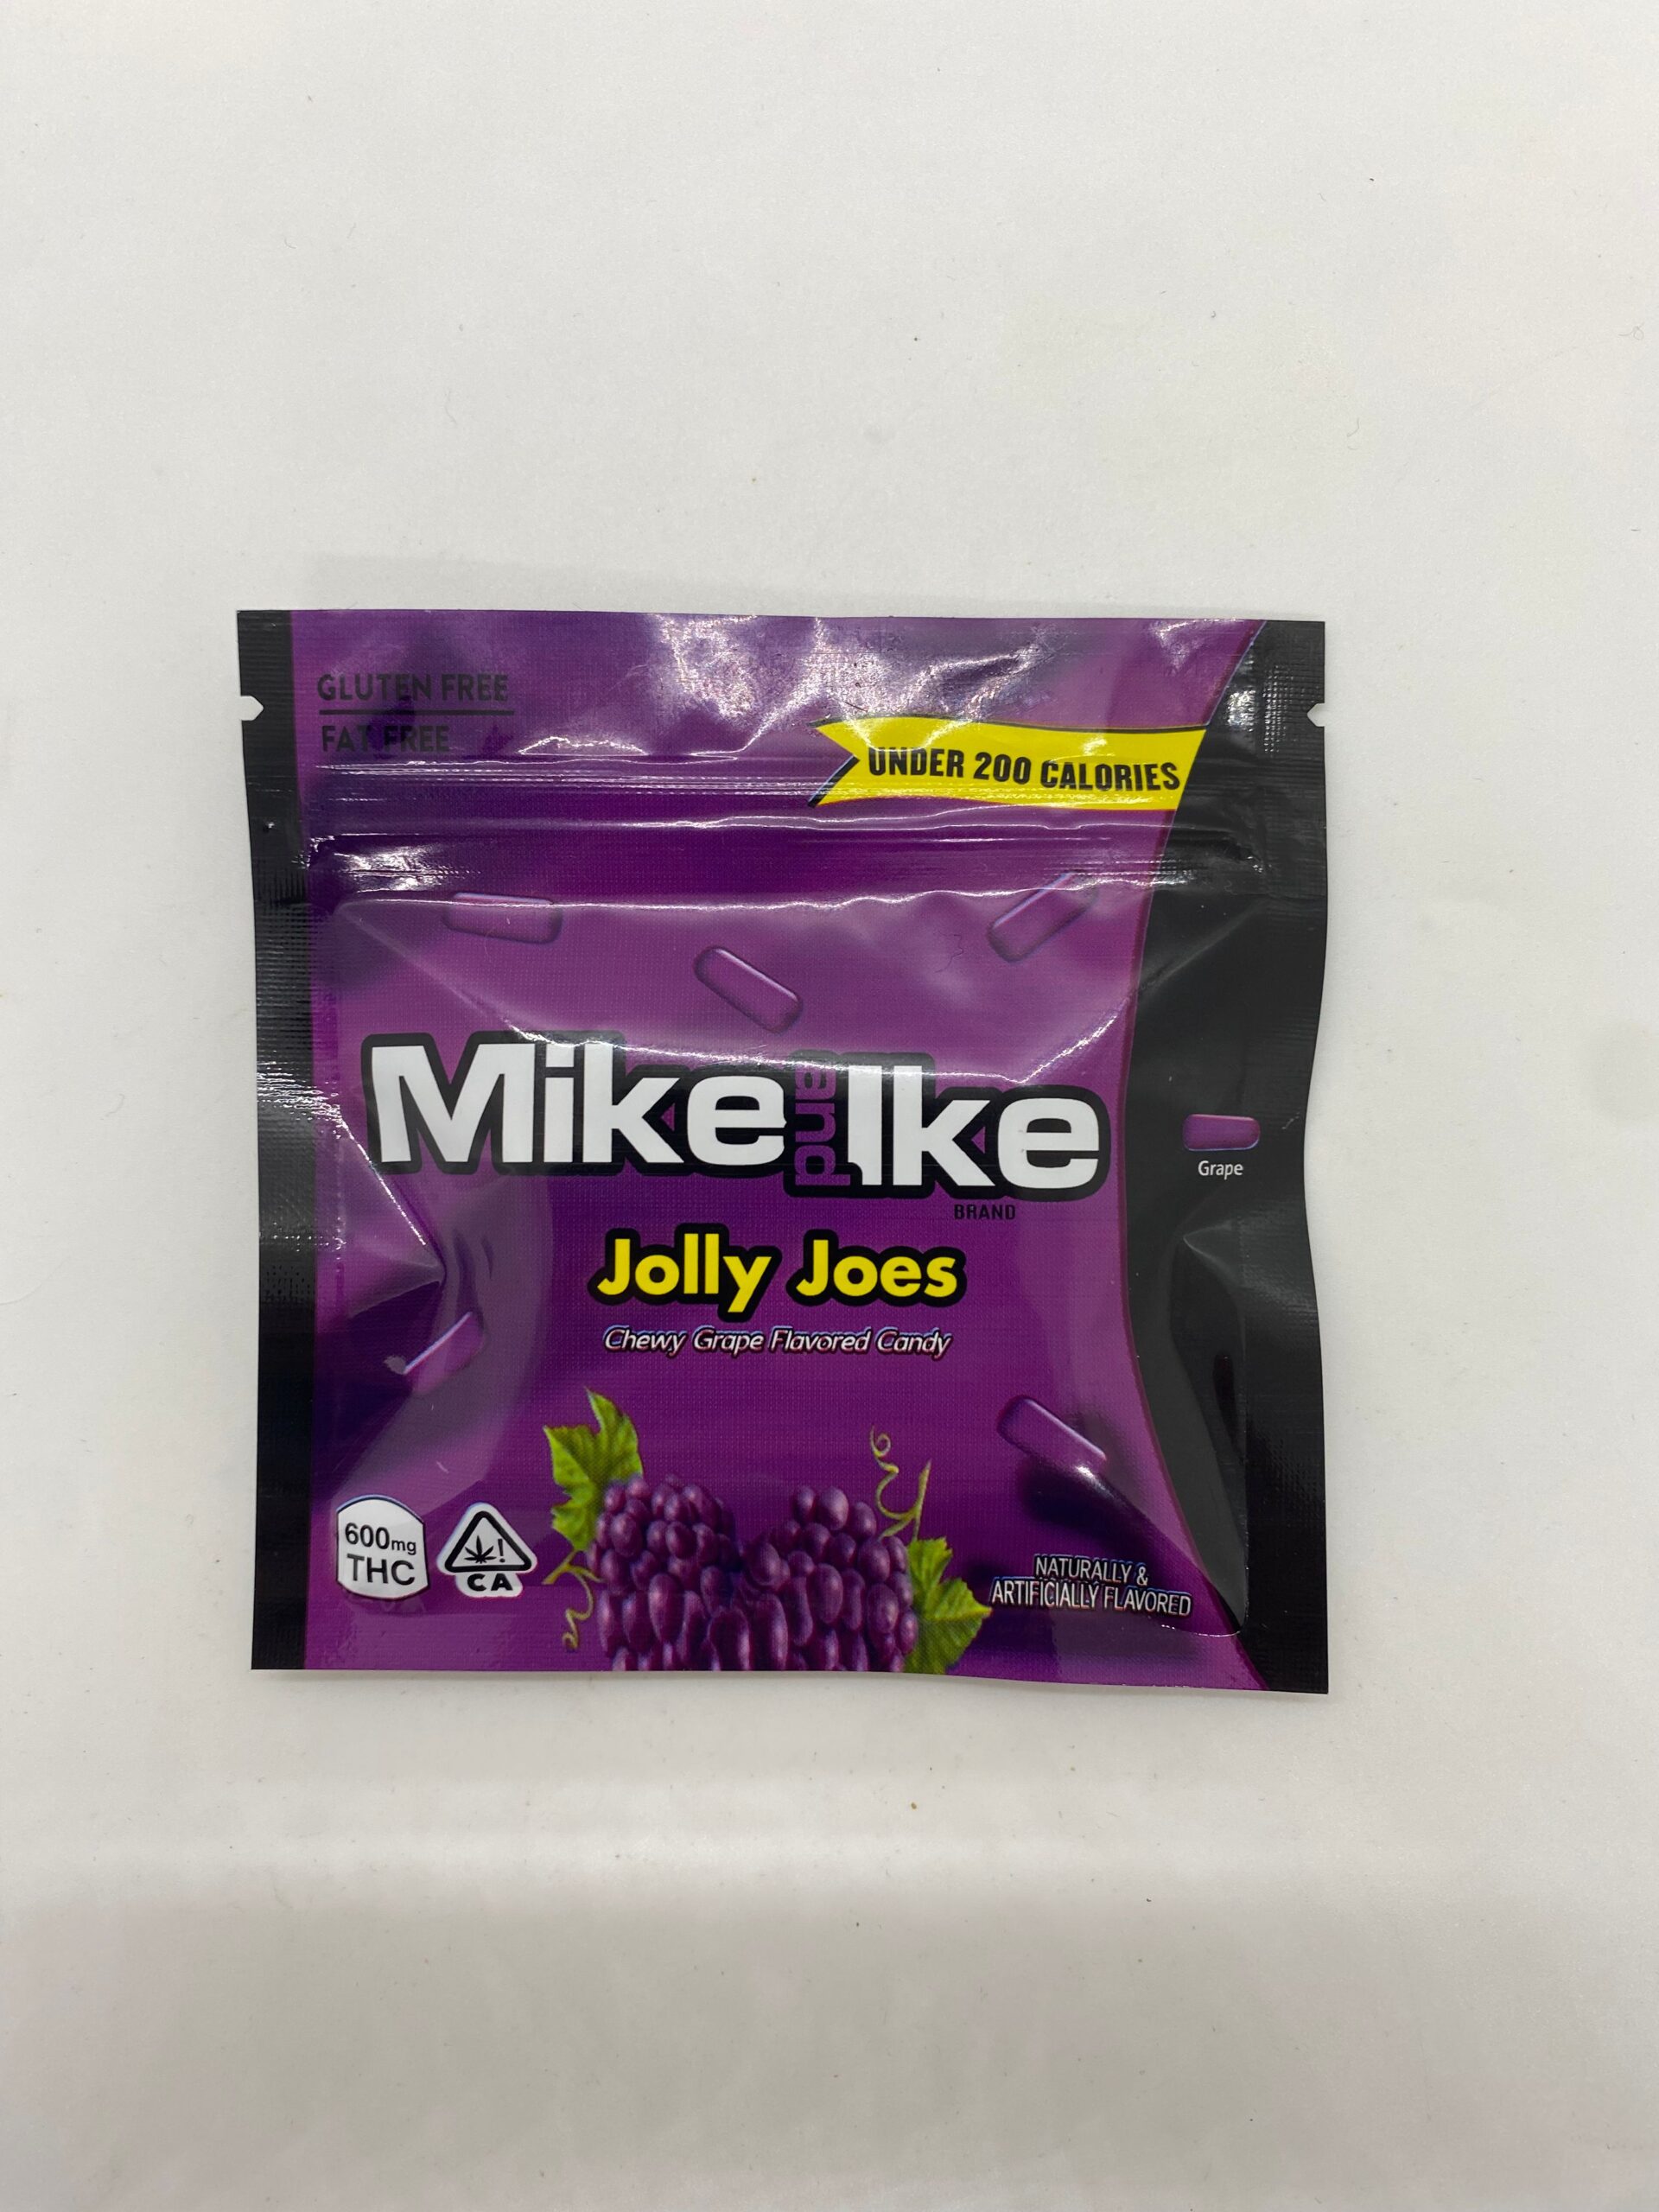 GLUTEN FREE
FAT FREE
UNDER 200 CALORIES
Mike and Ike
BRAND
Grape
Jolly Joes
Chewy Grape Flavored Candy
600mg
THC
!
CA
NATURALLY &
ARTIFICIALLY FLAVORED